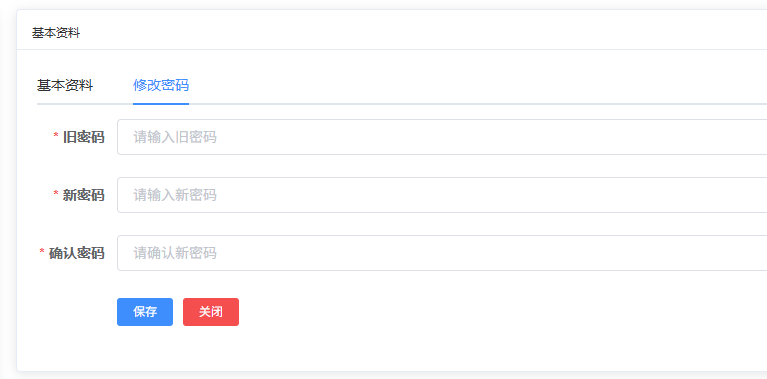 基本资料
基本资料 修改密码
* 旧密码 请输入旧密码
* 新密码 请输入新密码
* 确认密码 请确认新密码
保存 关闭